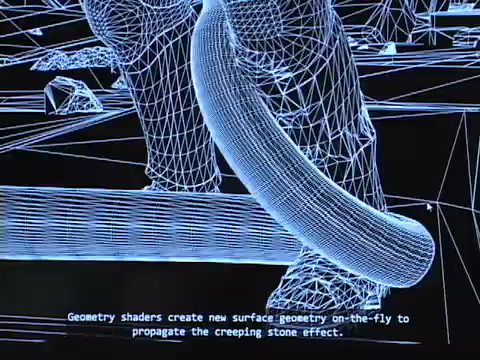 Geometry shaders create new surface geometry on-the-fly to
propagate the creeping stone effect.